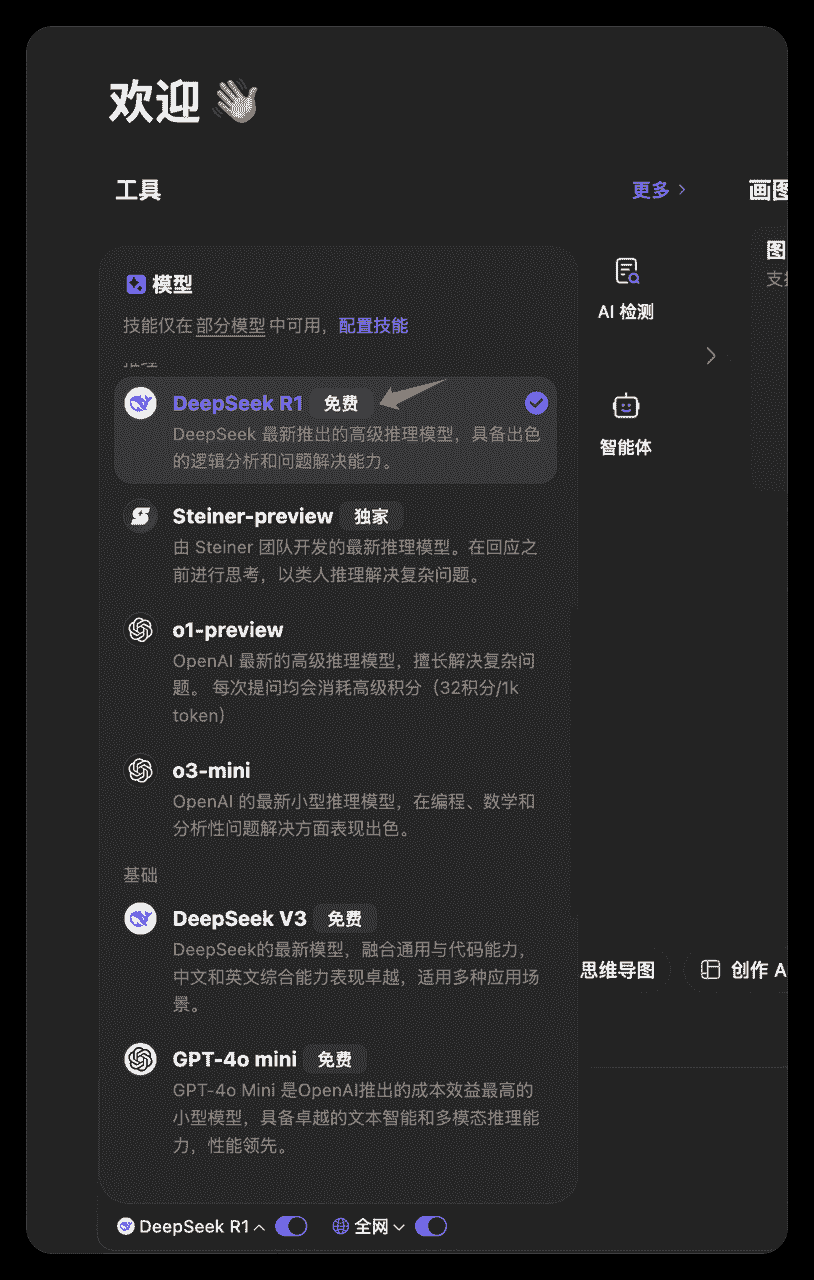 欢迎 👋
工具
更多
画图
图
支
模型
技能仅在 部分模型 中可用，配置技能
推理
DeepSeek R1 免费
DeepSeek 最新推出的高级推理模型，具备出色
的逻辑分析和问题解决能力。
Steiner-preview 独家
由 Steiner 团队开发的最新推理模型。在回应之
前进行思考，以类人推理解决复杂问题。
o1-preview
OpenAI 最新的高级推理模型，擅长解决复杂问
题。 每次提问均会消耗高级积分（32积分/1k
token）
o3-mini
OpenAI 的最新小型推理模型，在编程、数学和
分析性问题解决方面表现出色。
基础
DeepSeek V3 免费
DeepSeek的最新模型，融合通用与代码能力，
中文和英文综合能力表现卓越，适用多种应用场
景。
GPT-4o mini 免费
GPT-4o Mini 是OpenAI推出的成本效益最高的
小型模型，具备卓越的文本智能和多模态推理能
力，性能领先。
AI 检测
智能体
思维导图
创作 A
DeepSeek R1
全网